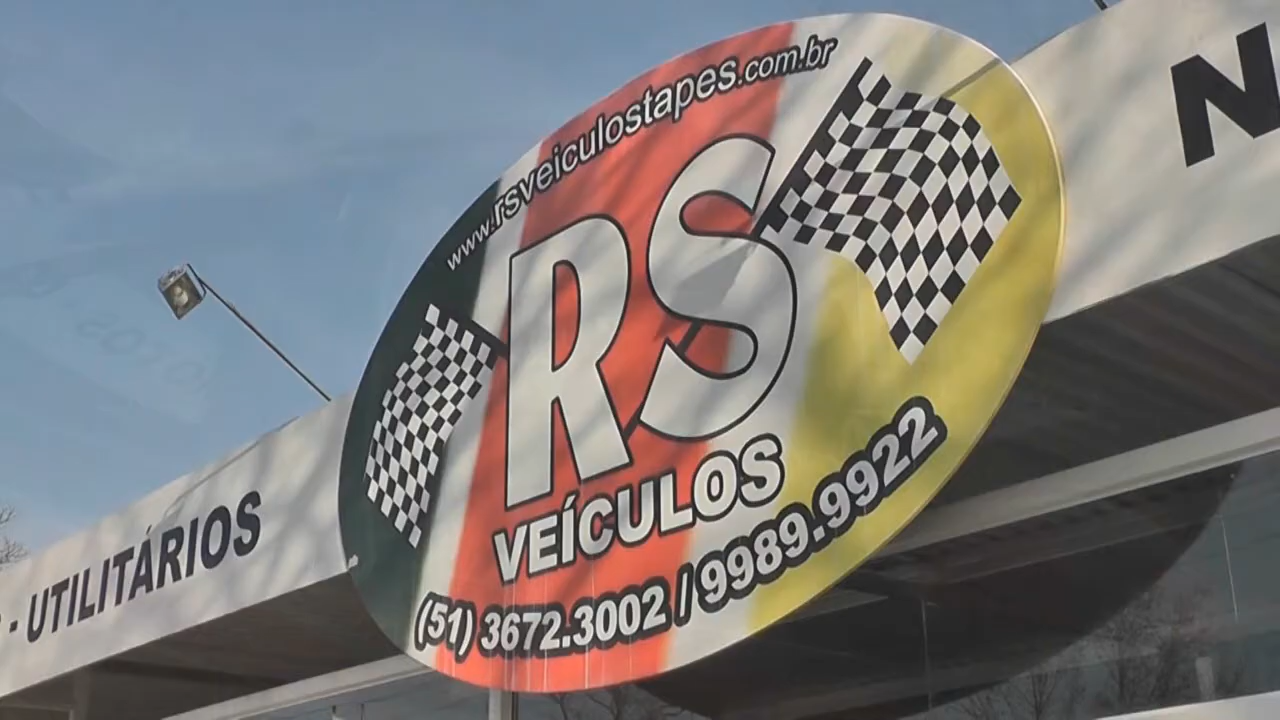 www.rsveiculostapes.com.br
RS
VEÍCULOS
(51) 3672.3002 / 9989.9922
- UTILITÁRIOS
N